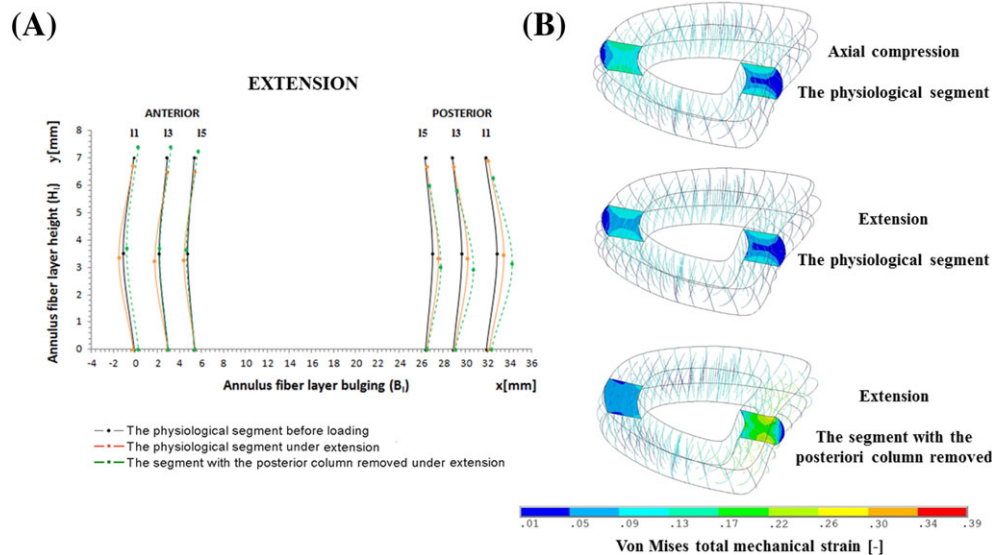 (A)
EXTENSION
ANTERIOR
POSTERIOR
l1 l3 l5
l5 l3 l1
8 y[mm]
7
6
5
4
3
2
1
0
Annulus fiber layer height (Hₗ)
-4 -2 0 2 4 6 8 10 12 14 16 18 20 22 24 26 28 30 32 34 36
Annulus fiber layer bulging (Bₗ)
x[mm]
The physiological segment before loading
The physiological segment under extension
The segment with the posterior column removed under extension
(B)
Axial compression
The physiological segment
Extension
The physiological segment
Extension
The segment with the
posteriori column removed
.01 .05 .09 .13 .17 .22 .26 .30 .34 .39
Von Mises total mechanical strain [-]